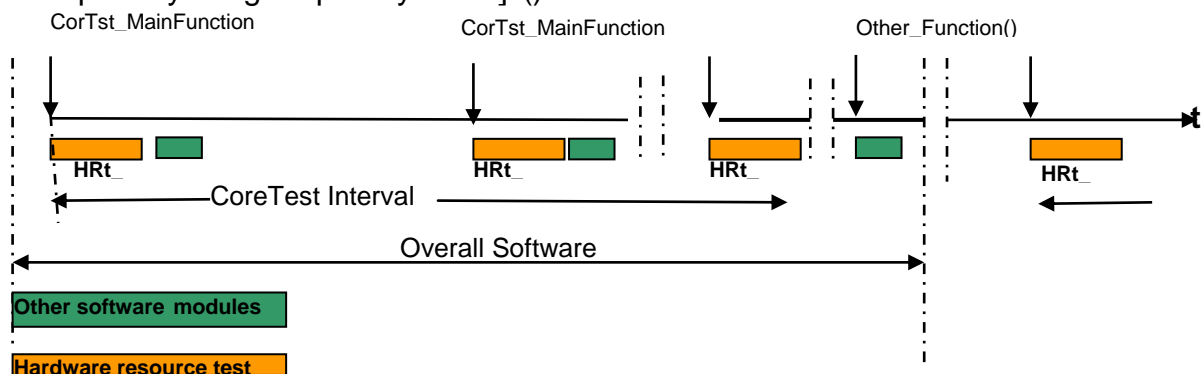 CorTst_MainFunction
CorTst_MainFunction
Other_Function()
t
HRt_
HRt_
HRt_
HRt_
CoreTest Interval
Overall Software
Other software modules
Hardware resource test